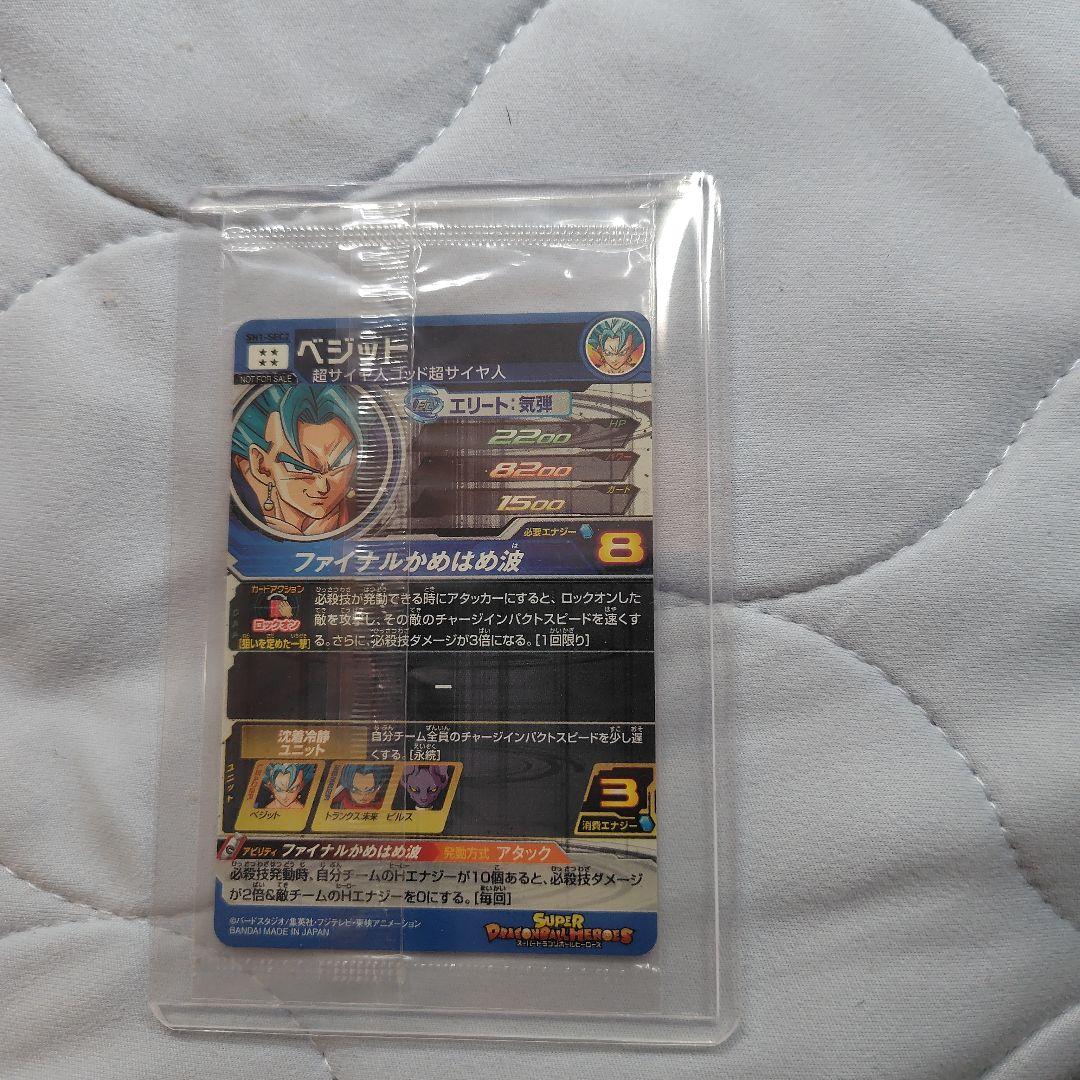 SH1-SEC2
ベジット
NOT FOR SALE
超サイヤ人ゴッド超サイヤ人
エリート:気弾
HP
2200
パワー
8200
ガード
1500
必要エナジー
8
ファイナルかめはめ波
カードアクション
ロックオン
[狙いを定めた一撃]
必殺技が発動できる時にアタッカーにすると、ロックオンした
敵を攻撃し、その敵のチャージインパクトスピードを速くす
る。さらに、必殺技ダメージが3倍になる。[1回限り]
ー
沈着冷静
ユニット
自分チーム全員のチャージインパクトスピードを少し遅
くする。[永続]
ユニット
ベジット
トランクス:未来
ビルス
3
消費エナジー
アビリティ ファイナルかめはめ波 発動方式 アタック
必殺技発動時、自分チームのHエナジーが10個あると、必殺技ダメージ
が2倍&敵チームのHエナジーを0にする。[毎回]
©バードスタジオ/集英社・フジテレビ・東映アニメーション
BANDAI MADE IN JAPAN
SUPER
DRAGONBALL HEROES
スーパードラゴンボールヒーローズ